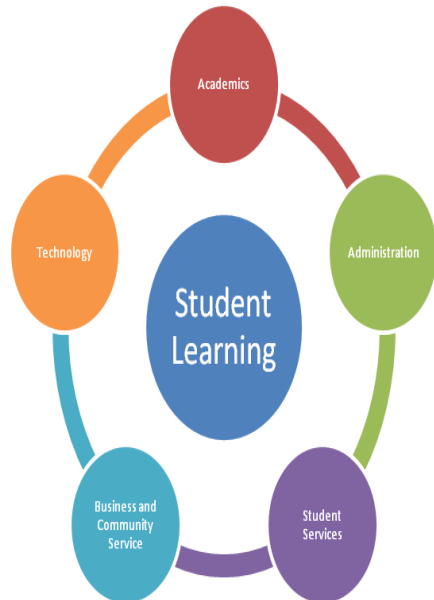 Academics
Technology
Administration
Student
Learning
Business and
Community
Service
Student
Services